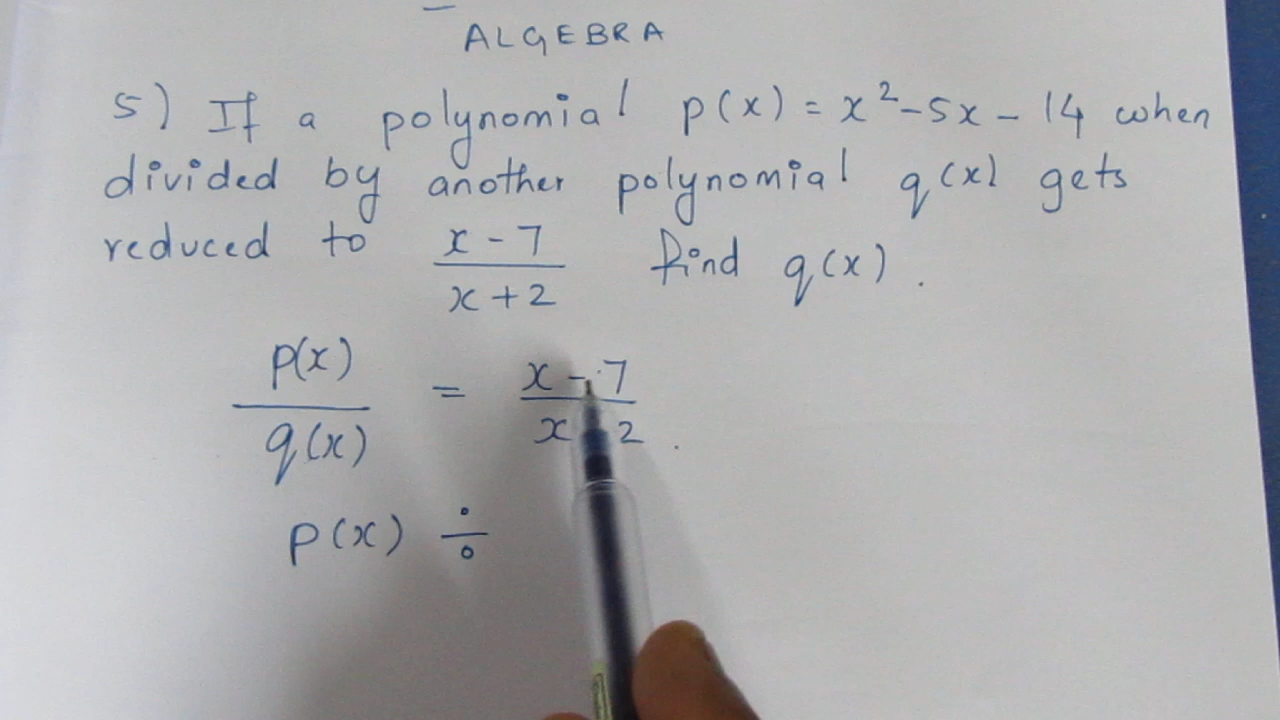 ALGEBRA
5) If a polynomial p(x) = x² - 5x - 14 when
divided by another polynomial q(x) gets
reduced to x - 7 / x + 2 find q(x).
p(x) / q(x) = x - 7 / x 2 .
p(x) ÷